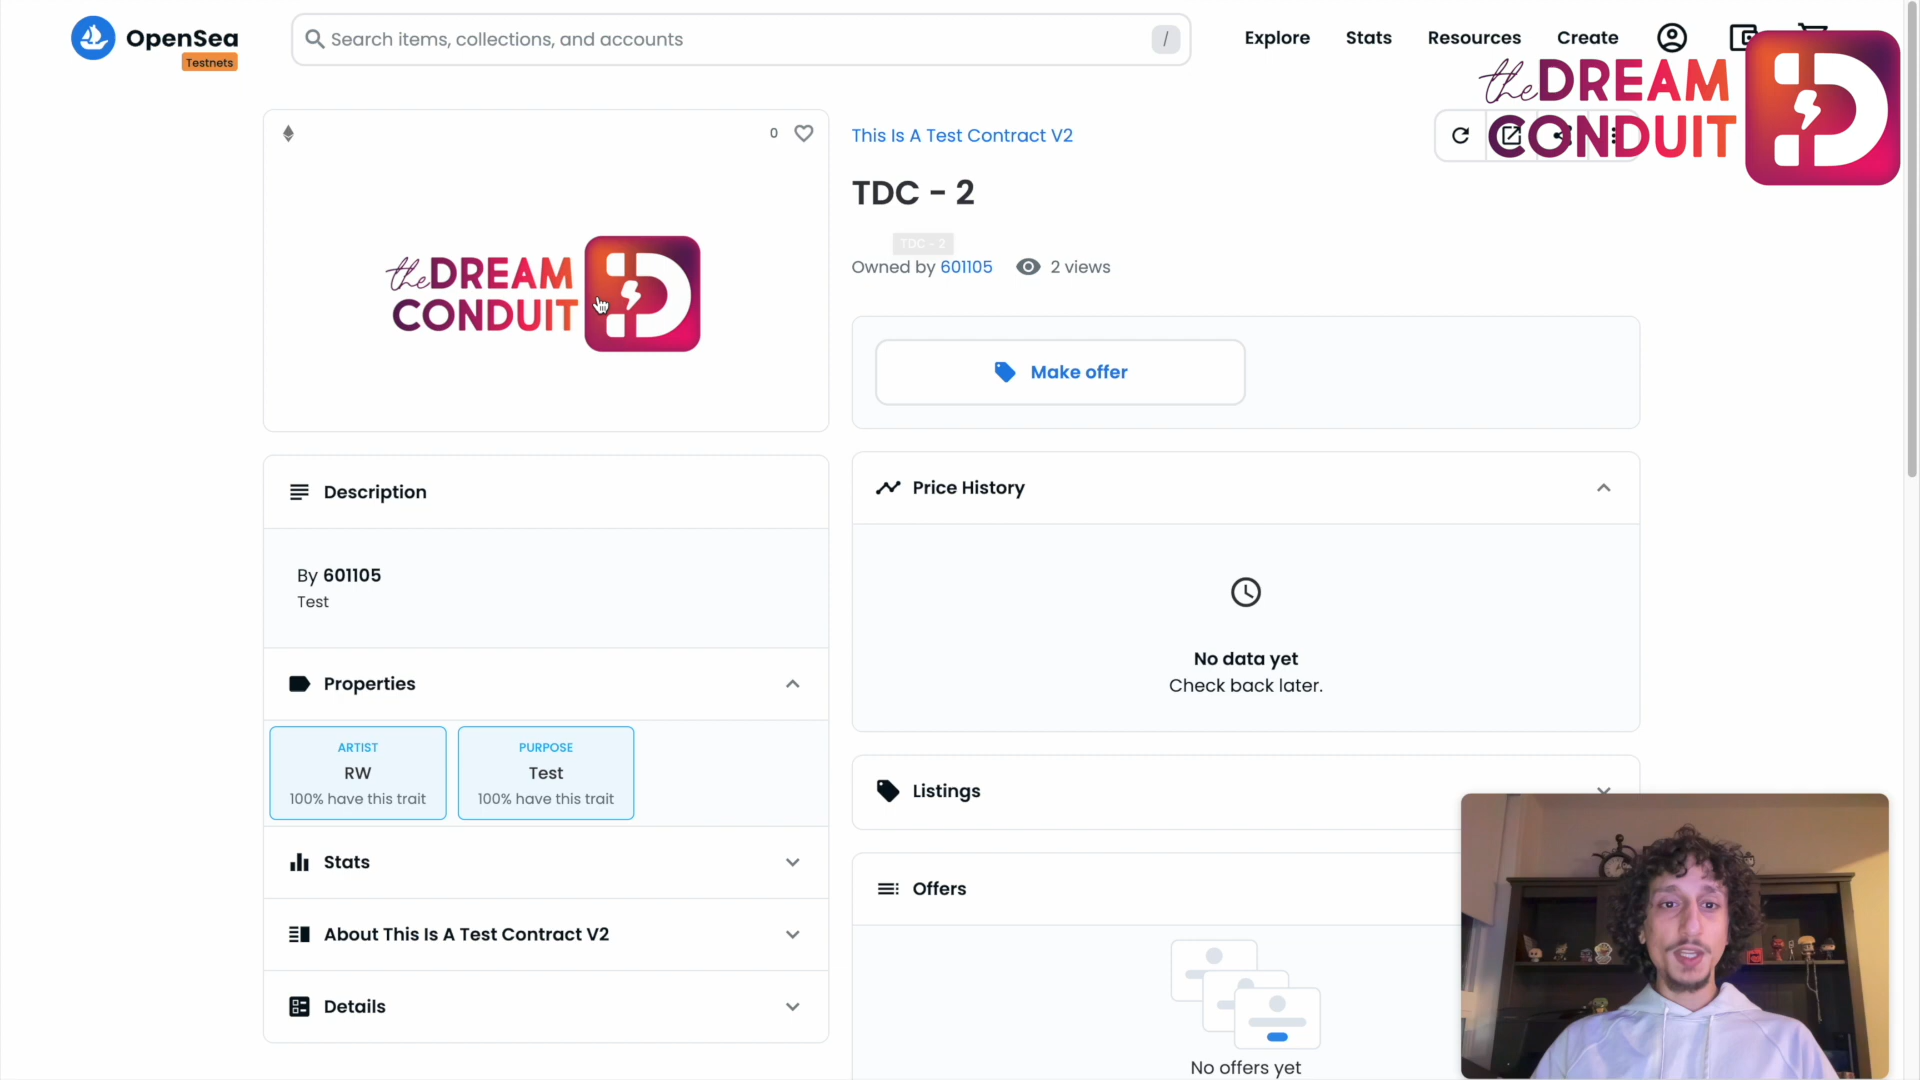 OpenSea
Testnets
Search items, collections, and accounts
/
Explore
Stats
Resources
Create
the DREAM
CONDUIT
0
This Is A Test Contract V2
TDC - 2
TDC - 2
Owned by 601105
2 views
the DREAM
CONDUIT
Make offer
Description
By 601105
Test
Properties
ARTIST
RW
100% have this trait
PURPOSE
Test
100% have this trait
Stats
About This Is A Test Contract V2
Details
Price History
No data yet
Check back later.
Listings
Offers
No offers yet